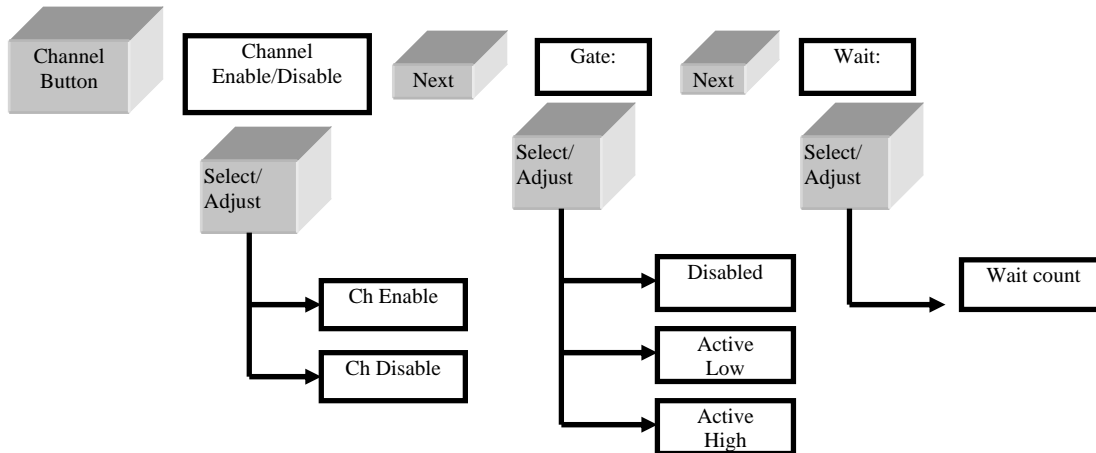 Channel
Button
Channel
Enable/Disable
Next
Gate:
Next
Wait:
Select/
Adjust
Select/
Adjust
Select/
Adjust
Ch Enable
Ch Disable
Disabled
Active
Low
Active
High
Wait count